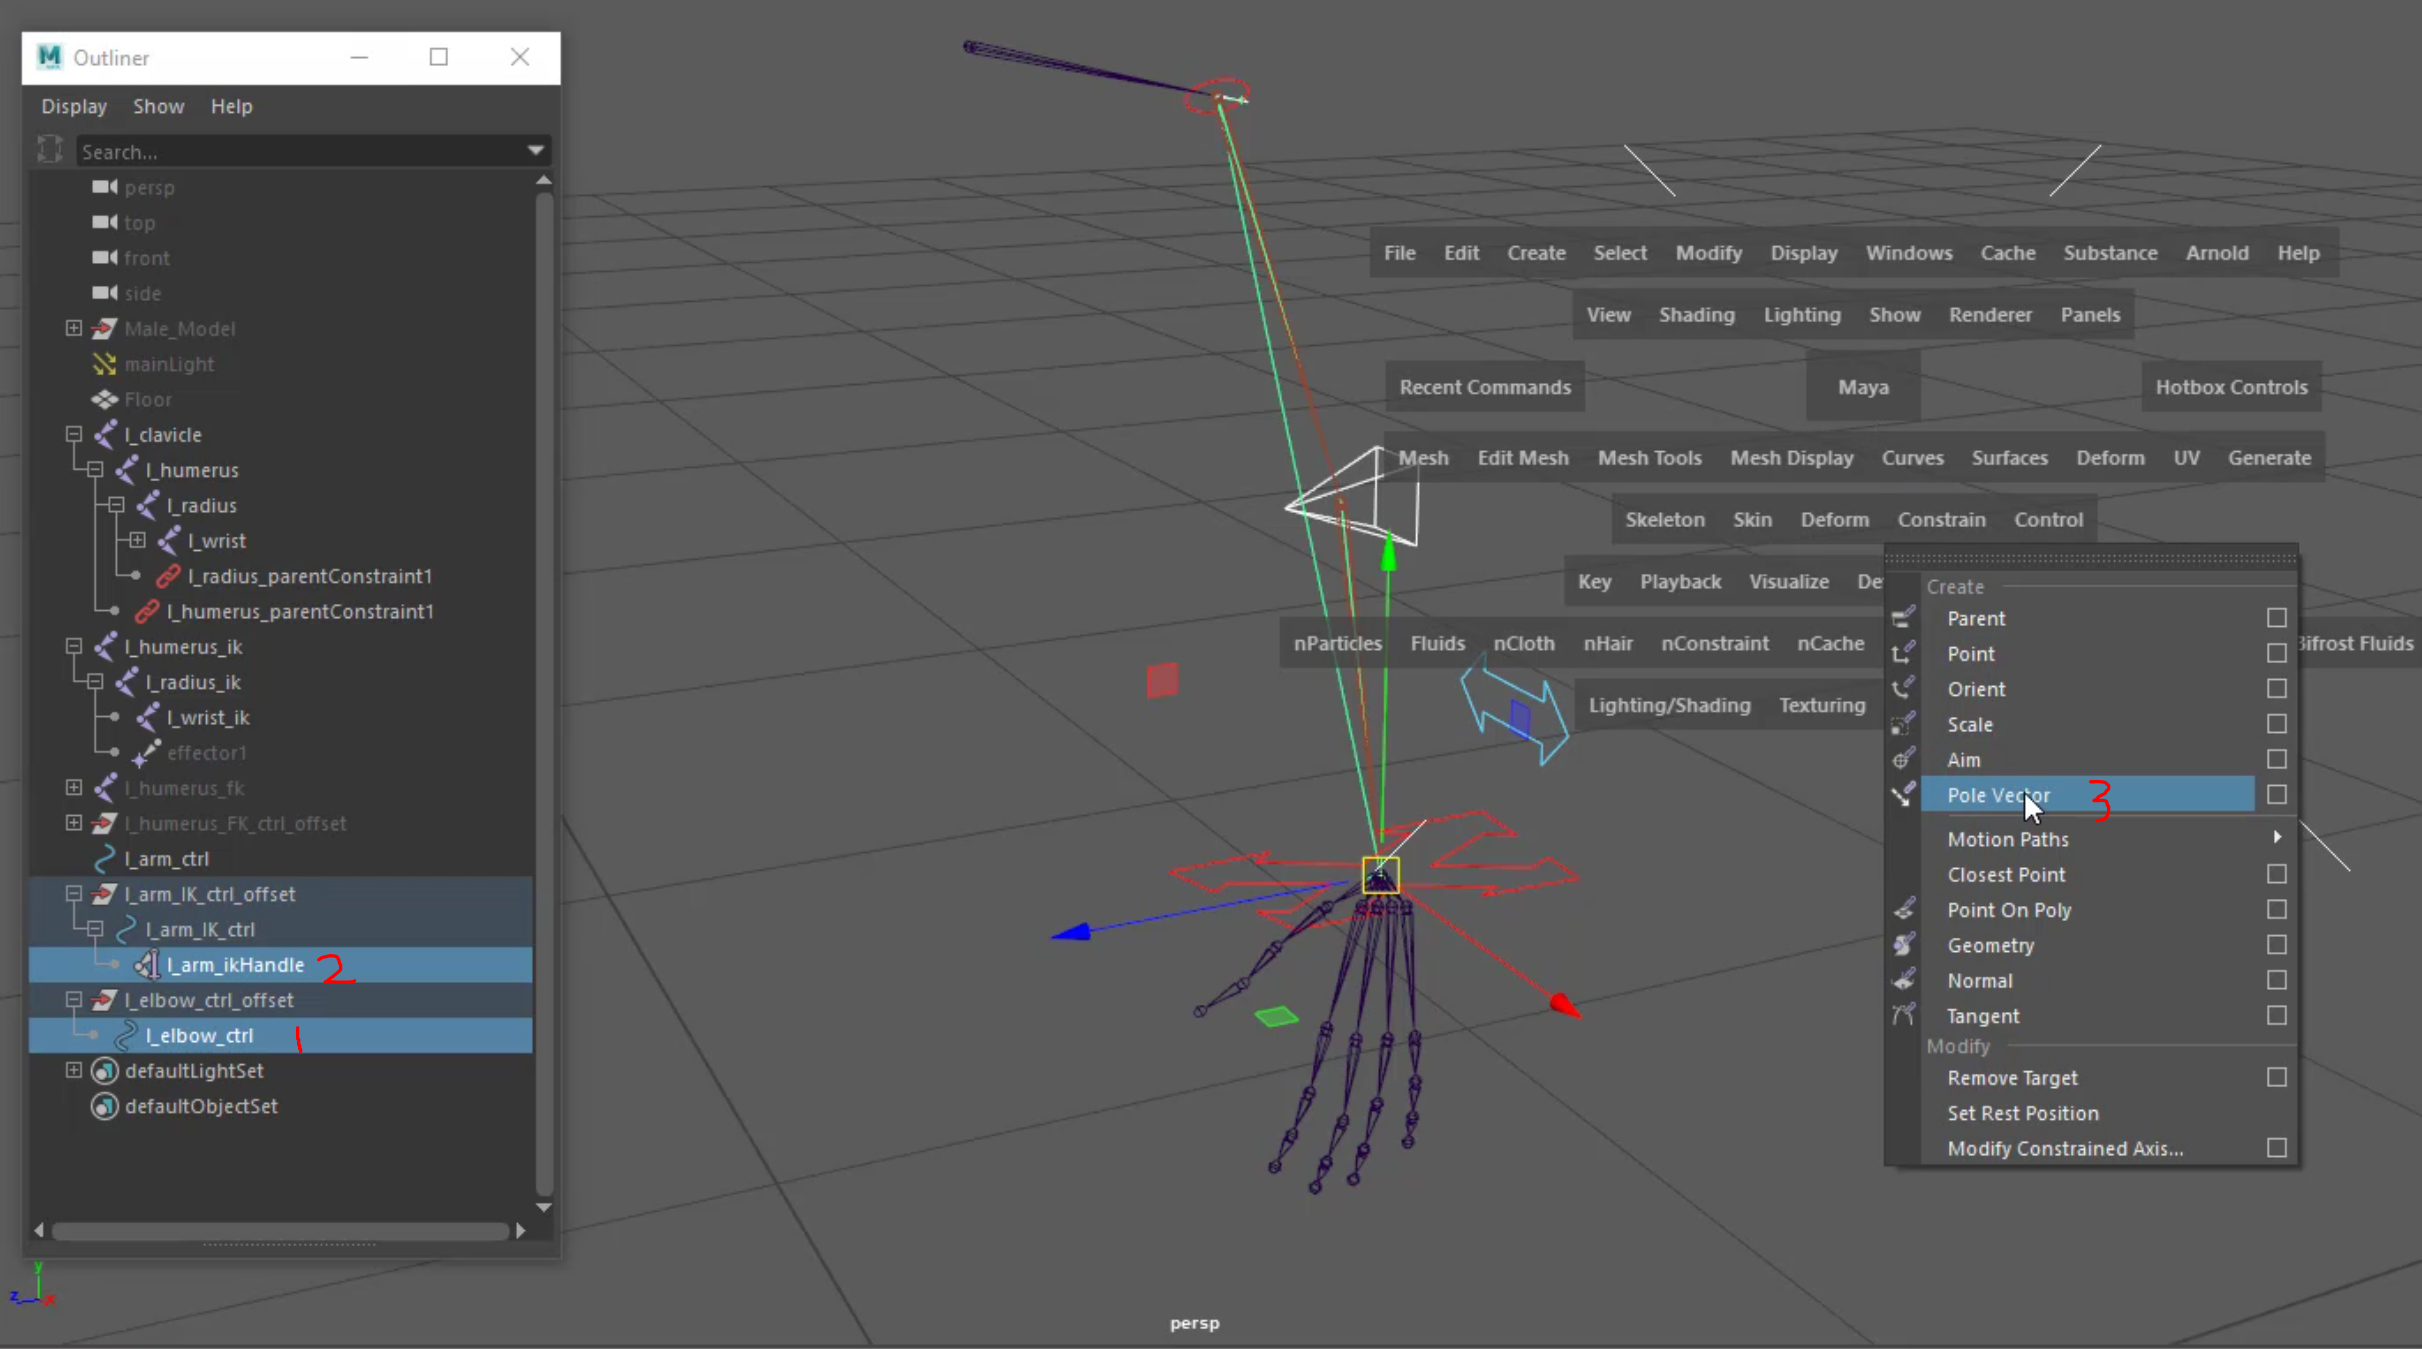 Outliner
Display Show Help
Search...
persp
top
front
side
Male_Model
mainLight
Floor
l_clavicle
l_humerus
l_radius
l_wrist
l_radius_parentConstraint1
l_humerus_parentConstraint1
l_humerus_ik
l_radius_ik
l_wrist_ik
effector1
l_humerus_fk
l_humerus_FK_ctrl_offset
l_arm_ctrl
l_arm_IK_ctrl_offset
l_arm_IK_ctrl
l_arm_ikHandle 2
l_elbow_ctrl_offset
l_elbow_ctrl 1
defaultLightSet
defaultObjectSet
File Edit Create Select Modify Display Windows Cache Substance Arnold Help
View Shading Lighting Show Renderer Panels
Recent Commands Maya Hotbox Controls
Mesh Edit Mesh Mesh Tools Mesh Display Curves Surfaces Deform UV Generate
Skeleton Skin Deform Constrain Control
Key Playback Visualize De
nParticles Fluids nCloth nHair nConstraint nCache Bifrost Fluids
Lighting/Shading Texturing
Create
Parent
Point
Orient
Scale
Aim
Pole Vector 3
Motion Paths
Closest Point
Point On Poly
Geometry
Normal
Tangent
Modify
Remove Target
Set Rest Position
Modify Constrained Axis...
persp
y
z x